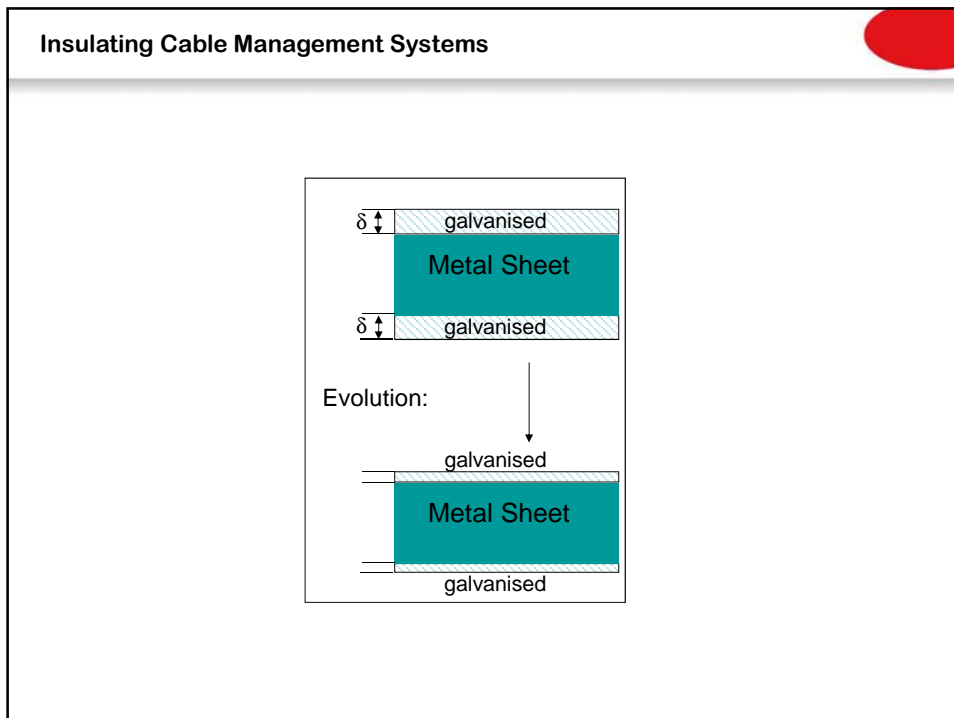 Insulating Cable Management Systems
δ galvanised
Metal Sheet
δ galvanised
Evolution:
galvanised
Metal Sheet
galvanised